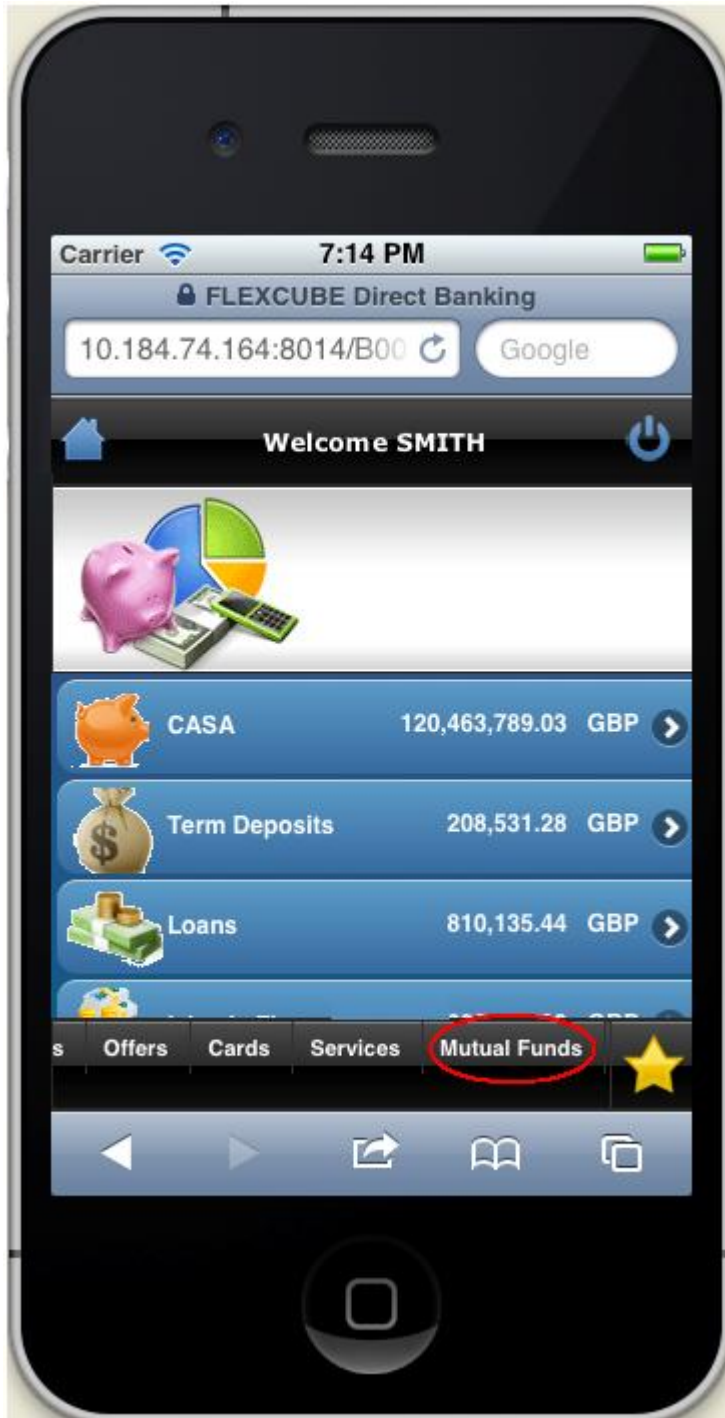 Carrier 7:14 PM
FLEXCUBE Direct Banking
10.184.74.164:8014/B00 Google
Welcome SMITH
CASA 120,463,789.03 GBP
$ Term Deposits 208,531.28 GBP
Loans 810,135.44 GBP
s Offers Cards Services Mutual Funds